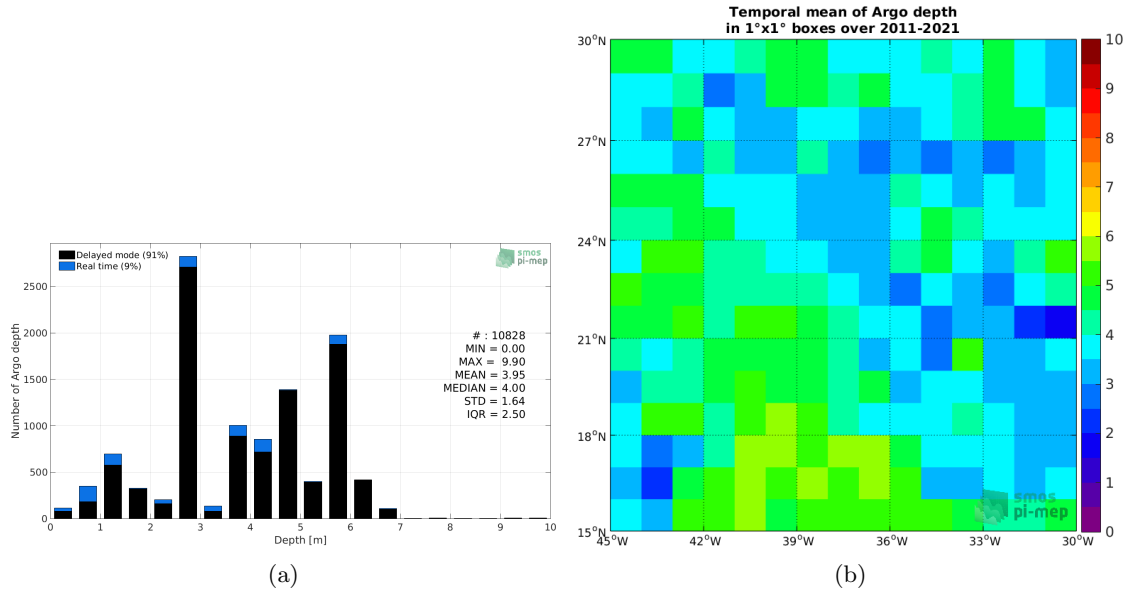 Delayed mode (91%)
Real time (9%)
smos
pi-mep
# : 10828
MIN = 0.00
MAX = 9.90
MEAN = 3.95
MEDIAN = 4.00
STD = 1.64
IQR = 2.50
Number of Argo depth
2500
2000
1500
1000
500
0
0 1 2 3 4 5 6 7 8 9 10
Depth [m]
(a)
Temporal mean of Argo depth
in 1°x1° boxes over 2011-2021
30°N
27°N
24°N
21°N
18°N
15°N
45°W 42°W 39°W 36°W 33°W 30°W
smos
pi-mep
10
9
8
7
6
5
4
3
2
1
0
(b)